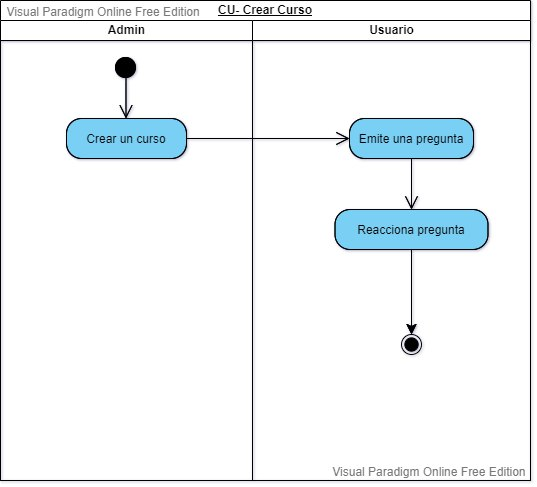 Visual Paradigm Online Free Edition
CU- Crear Curso
Admin
Usuario
Crear un curso
Emite una pregunta
Reacciona pregunta
Visual Paradigm Online Free Edition